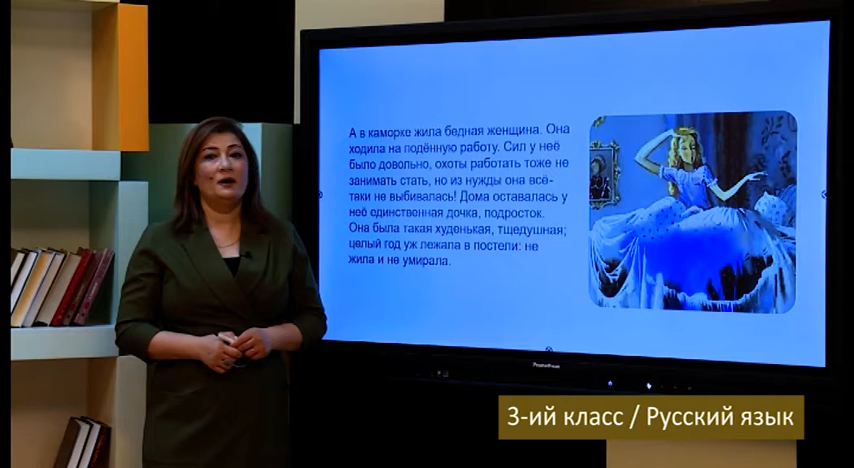 А в каморке жила бедная женщина. Она
ходила на подённую работу. Сил у неё
было довольно, охоты работать тоже не
занимать стать, но из нужды она всё-
таки не выбивалась! Дома оставалась у
неё единственная дочка, подросток.
Она была такая худенькая, тщедушная;
целый год уж лежала в постели: не
жила и не умирала.
Promethean
3-ий класс / Русский язык